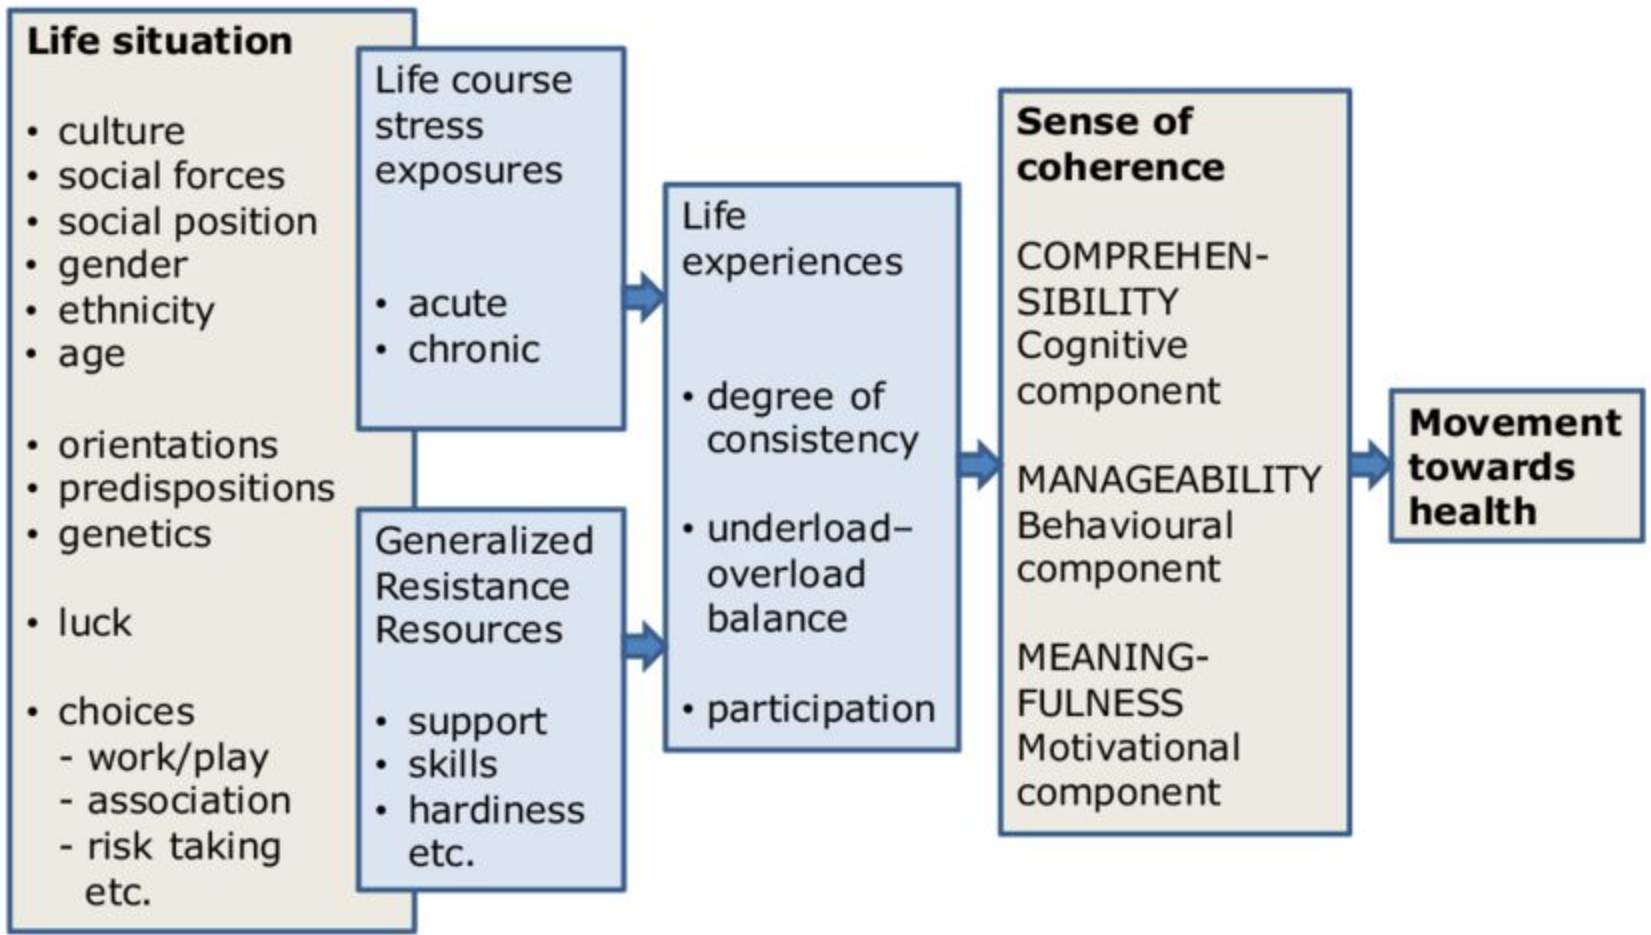 Life situation
• culture
• social forces
• social position
• gender
• ethnicity
• age
• orientations
• predispositions
• genetics
• luck
• choices
- work/play
- association
- risk taking
etc.
Life course
stress
exposures
• acute
• chronic
Generalized
Resistance
Resources
• support
• skills
• hardiness
etc.
Life
experiences
• degree of
consistency
• underload–
overload
balance
• participation
Sense of
coherence
COMPREHEN-
SIBILITY
Cognitive
component
MANAGEABILITY
Behavioural
component
MEANING-
FULNESS
Motivational
component
Movement
towards
health